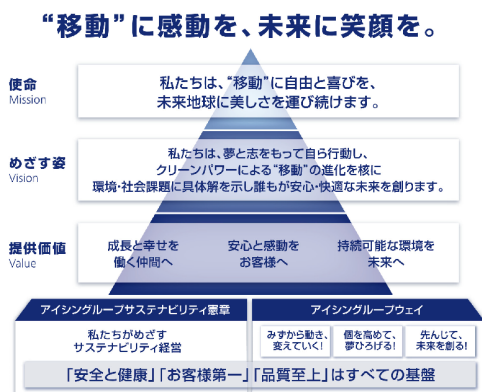 “移動”に感動を、未来に笑顔を。
使命
Mission
私たちは、“移動”に自由と喜びを、
未来地球に美しさを運び続けます。
めざす姿
Vision
私たちは、夢と志をもって自ら行動し、
クリーンパワーによる“移動”の進化を核に
環境・社会課題に具体解を示し誰もが安心・快適な未来を創ります。
提供価値
Value
成長と幸せを
働く仲間へ
安心と感動を
お客様へ
持続可能な環境を
未来へ
アイシングループサステナビリティ憲章
私たちがめざす
サステナビリティ経営
アイシングループウェイ
みずから動き、
変えていく!
個を高めて、
夢ひろげる!
先んじて、
未来を創る!
「安全と健康」「お客様第一」「品質至上」はすべての基盤